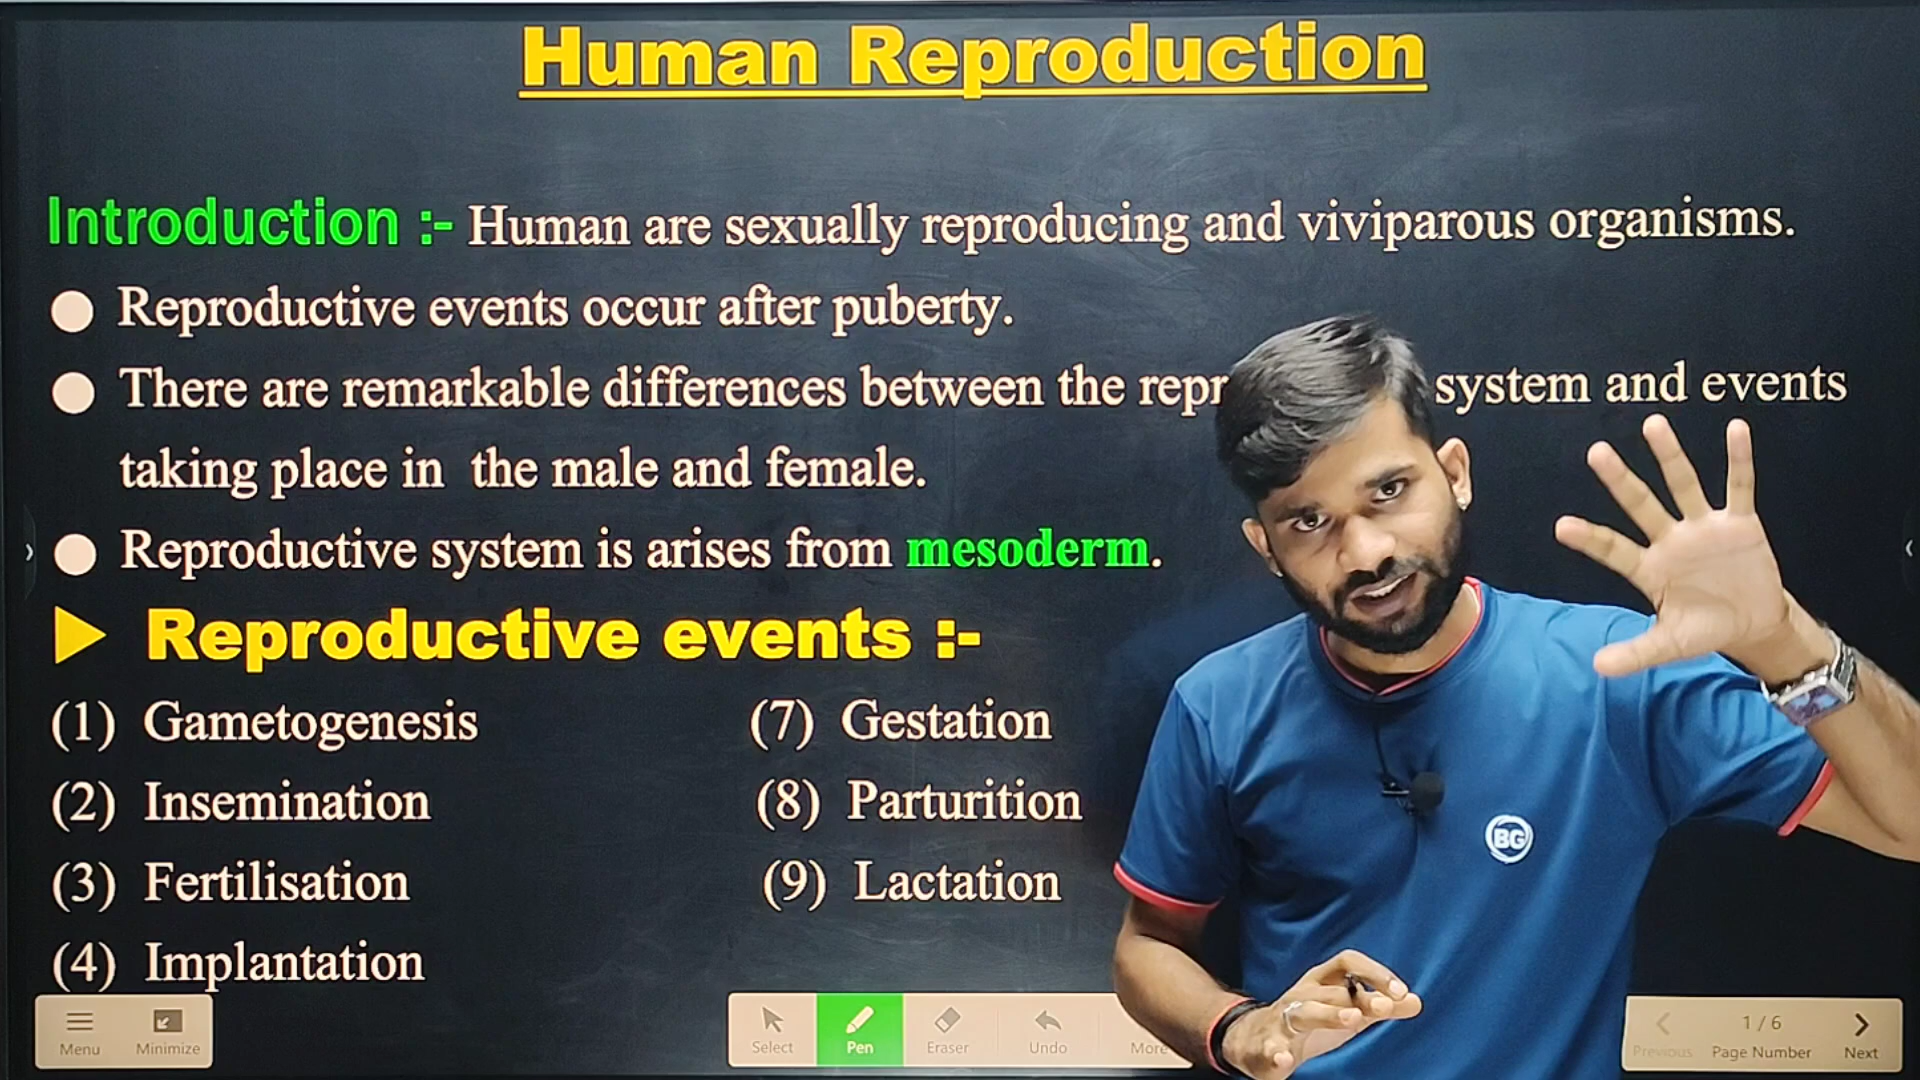 Human Reproduction
Introduction :- Human are sexually reproducing and viviparous organisms.
Reproductive events occur after puberty.
There are remarkable differences between the system and events
taking place in the male and female.
Reproductive system is arises from mesoderm.
Reproductive events :-
(1) Gametogenesis
(2) Insemination
(3) Fertilisation
(4) Implantation
(7) Gestation
(8) Parturition
(9) Lactation
BG
Menu
Minimize
Select
Pen
Eraser
Undo
More
Previous
1 / 6
Page Number
Next